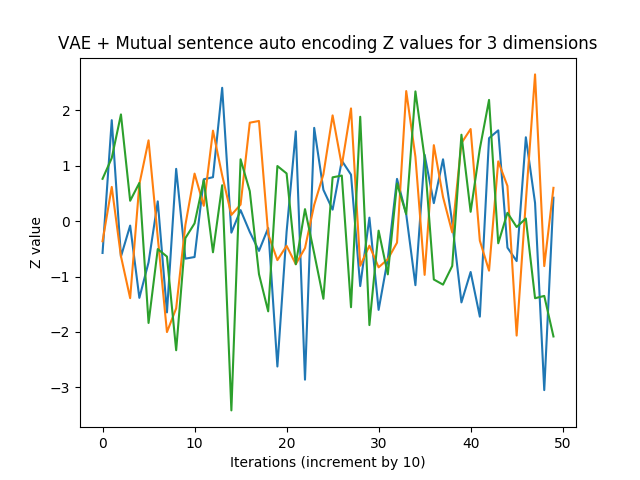 VAE + Mutual sentence auto encoding Z values for 3 dimensions
2
1
0
−1
−2
−3
Z value
0 10 20 30 40 50
Iterations (increment by 10)